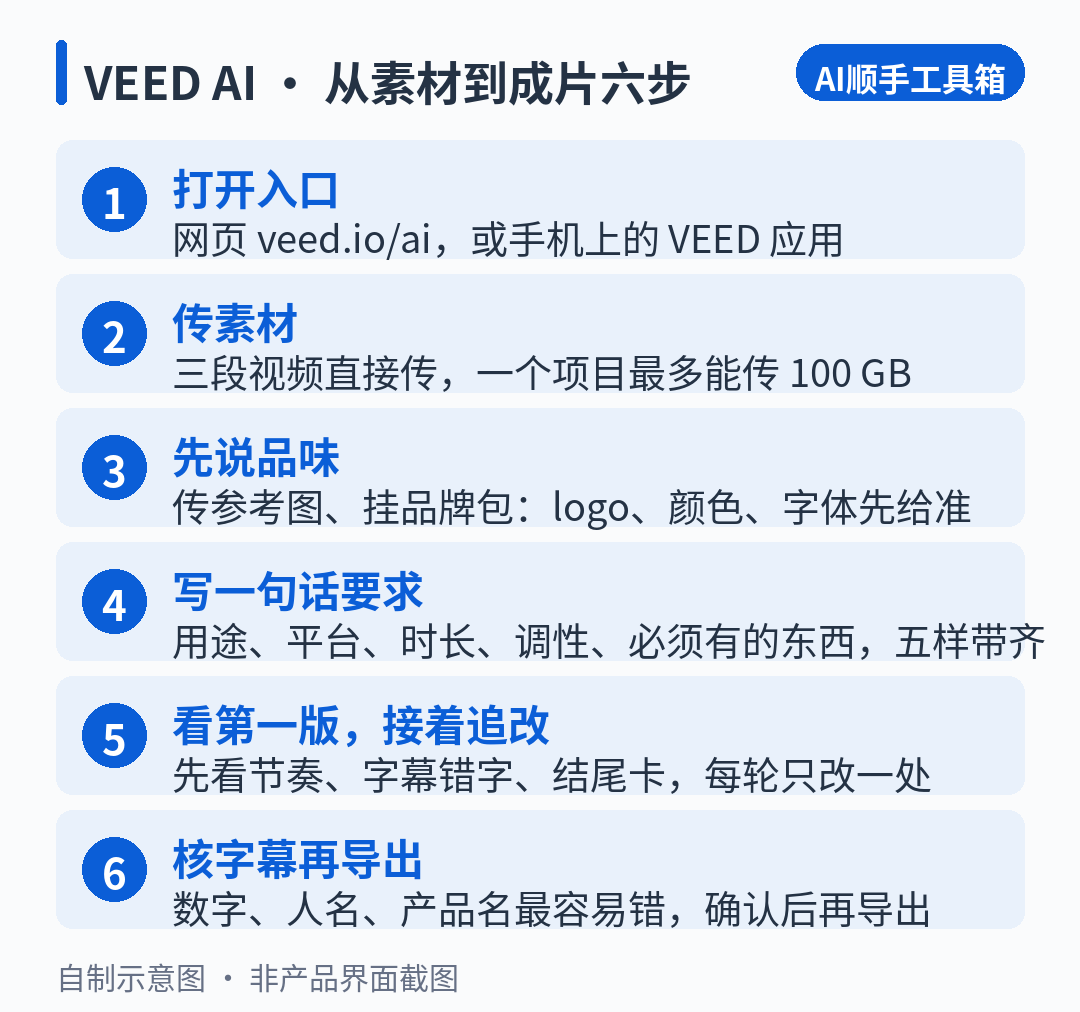 VEED AI · 从素材到成片六步
AI顺手工具箱
1
打开入口
网页 veed.io/ai，或手机上的 VEED 应用
2
传素材
三段视频直接传，一个项目最多能传 100 GB
3
先说品味
传参考图、挂品牌包：logo、颜色、字体先给准
4
写一句话要求
用途、平台、时长、调性、必须有的东西，五样带齐
5
看第一版，接着追改
先看节奏、字幕错字、结尾卡，每轮只改一处
6
核字幕再导出
数字、人名、产品名最容易错，确认后再导出
自制示意图 · 非产品界面截图